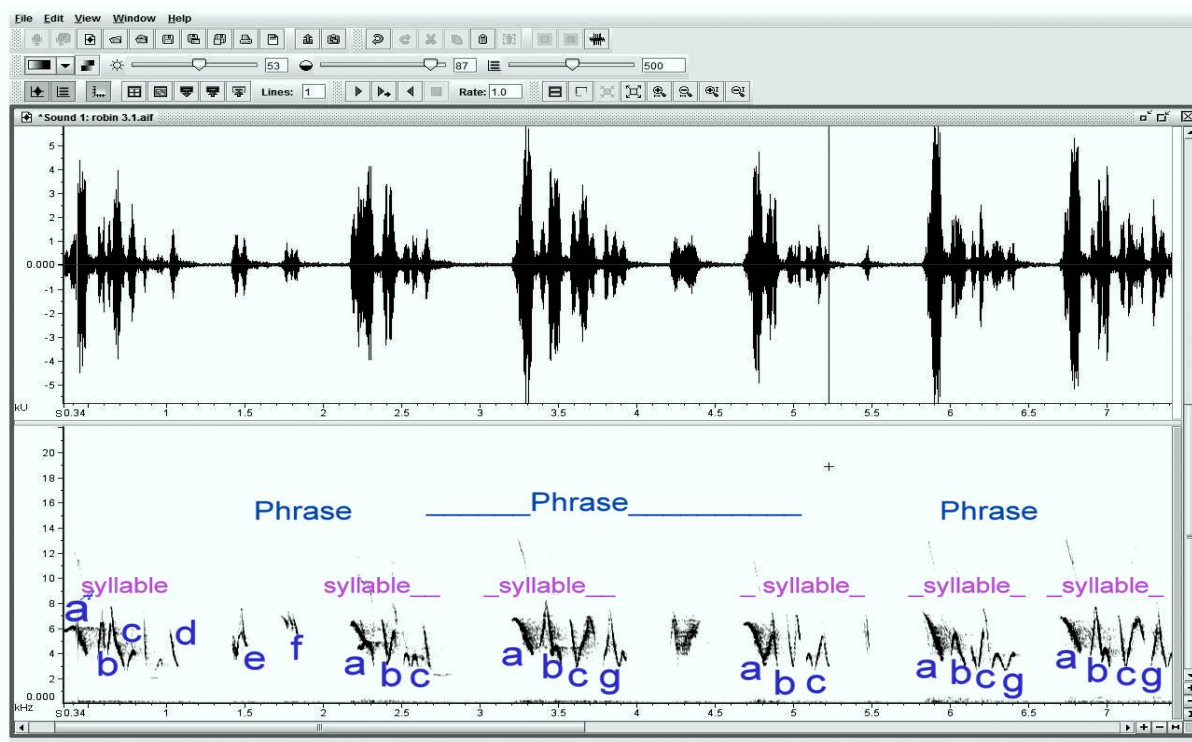 File Edit View Window Help
53 87 500
Lines: 1 Rate: 1.0
*Sound 1: robin 3.1.aif
5
4
3
2
1
0.000
-1
-2
-3
-4
-5
kU
S0.34 1 1.5 2 2.5 3 3.5 4 4.5 5 5.5 6 6.5 7
20
18
16
Phrase ______Phrase___________ Phrase
14
12
10
syllable syllable__ _syllable__ _ syllable_ _syllable_ _syllable_
8
a
6
c d
b e f a b c a b c g a b c a b c g a b c g
4
2
0.000
kHz
S0.34 1 1.5 2 2.5 3 3.5 4 4.5 5 5.5 6 6.5 7